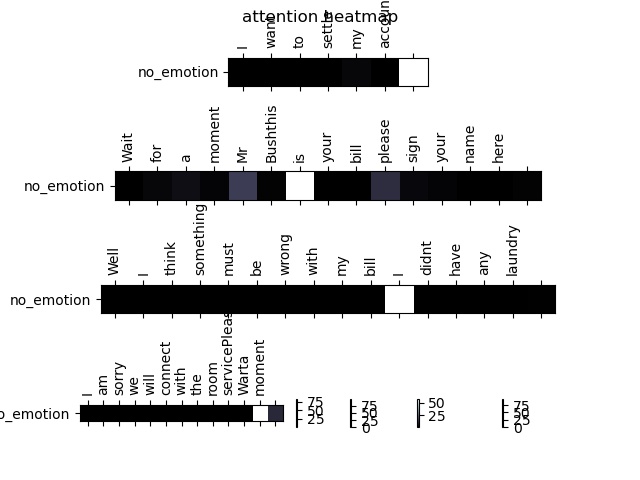 attention heatmap
I want to settle my accoun
no_emotion
Wait for a moment Mr Bushthis is your bill please sign your name here
no_emotion
Well I think something must be wrong with my bill I didnt have any laundry
no_emotion
I am sorry we will connect with the room servicePleas Warta moment
o_emotion
75 50 25
75 50 25 0
50 25
75 50 25 0